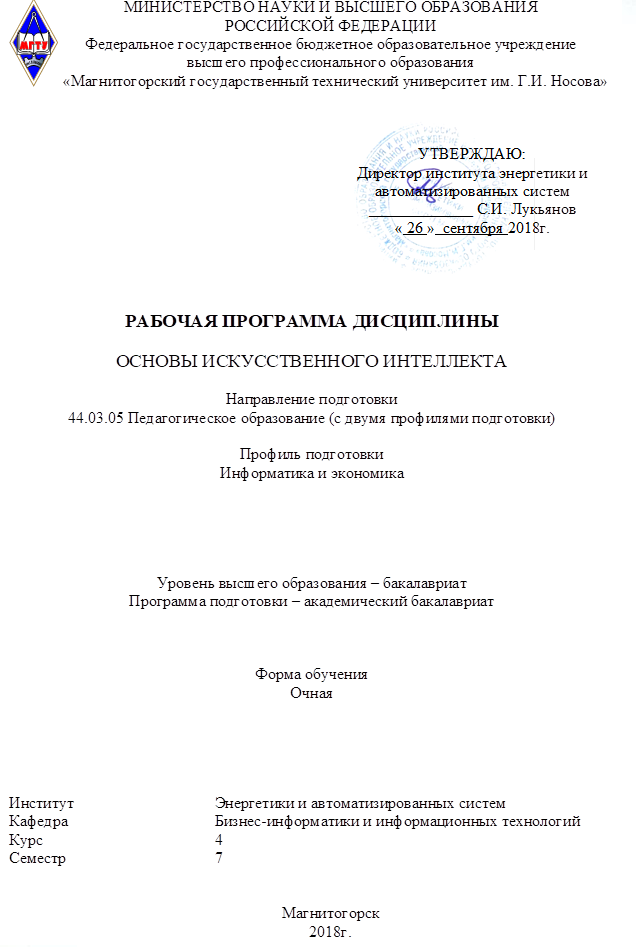 МИНИСТЕРСТВО НАУКИ И ВЫСШЕГО ОБРАЗОВАНИЯ
РОССИЙСКОЙ ФЕДЕРАЦИИ
Федеральное государственное бюджетное образовательное учреждение
высшего профессионального образования
«Магнитогорский государственный технический университет им. Г.И. Носова»
МГТУ
УТВЕРЖДАЮ:
Директор института энергетики и
автоматизированных систем
_____________ С.И. Лукьянов
« 26 » сентября 2018г.
РАБОЧАЯ ПРОГРАММА ДИСЦИПЛИНЫ
ОСНОВЫ ИСКУССТВЕННОГО ИНТЕЛЛЕКТА
Направление подготовки
44.03.05 Педагогическое образование (с двумя профилями подготовки)
Профиль подготовки
Информатика и экономика
Уровень высшего образования – бакалавриат
Программа подготовки – академический бакалавриат
Форма обучения
Очная
Институт Энергетики и автоматизированных систем
Кафедра Бизнес-информатики и информационных технологий
Курс 4
Семестр 7
Магнитогорск
2018г.